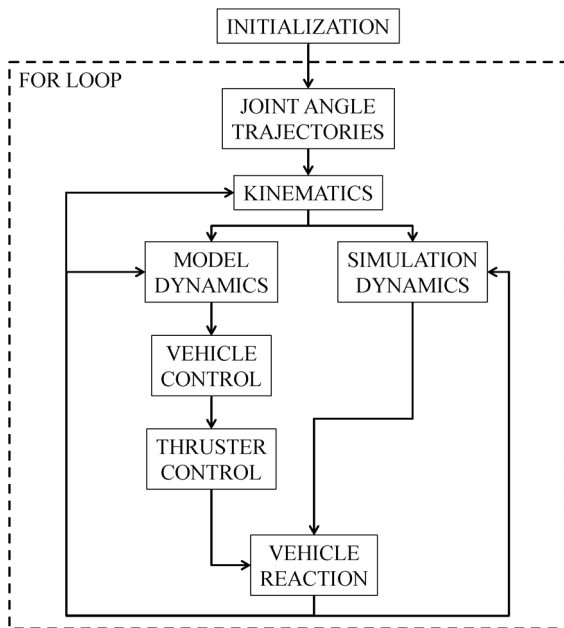 INITIALIZATION
FOR LOOP
JOINT ANGLE
TRAJECTORIES
KINEMATICS
MODEL
DYNAMICS
SIMULATION
DYNAMICS
VEHICLE
CONTROL
THRUSTER
CONTROL
VEHICLE
REACTION